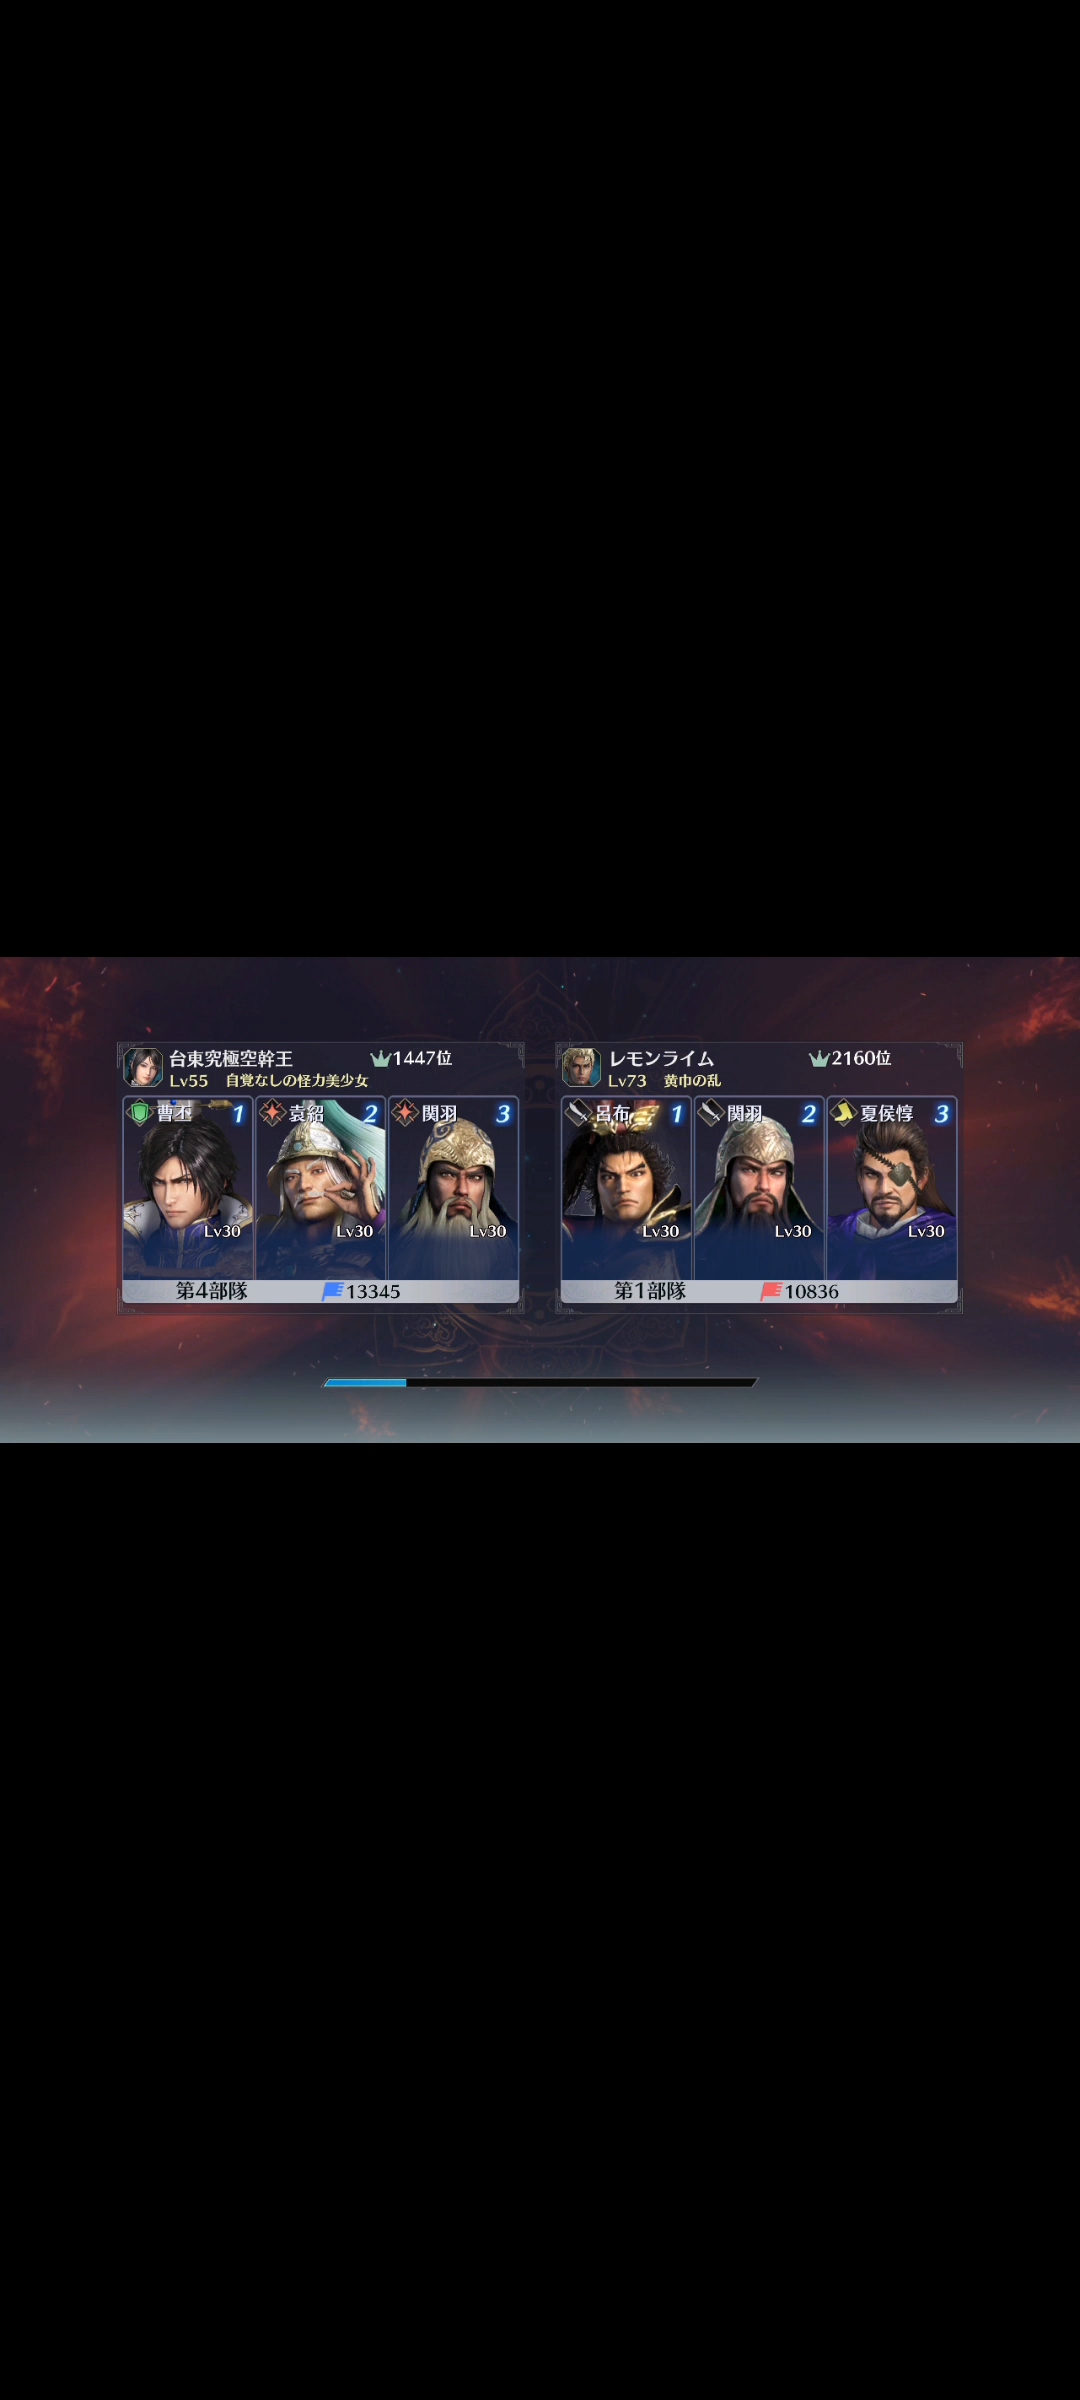 台東究極空幹王 1447位
Lv55 自覚なしの怪力美少女
曹丕 1 袁紹 2 関羽 3
Lv30 Lv30 Lv30
第4部隊 13345
レモンライム 2160位
Lv73 黄巾の乱
呂布 1 関羽 2 夏侯惇 3
Lv30 Lv30 Lv30
第1部隊 10836